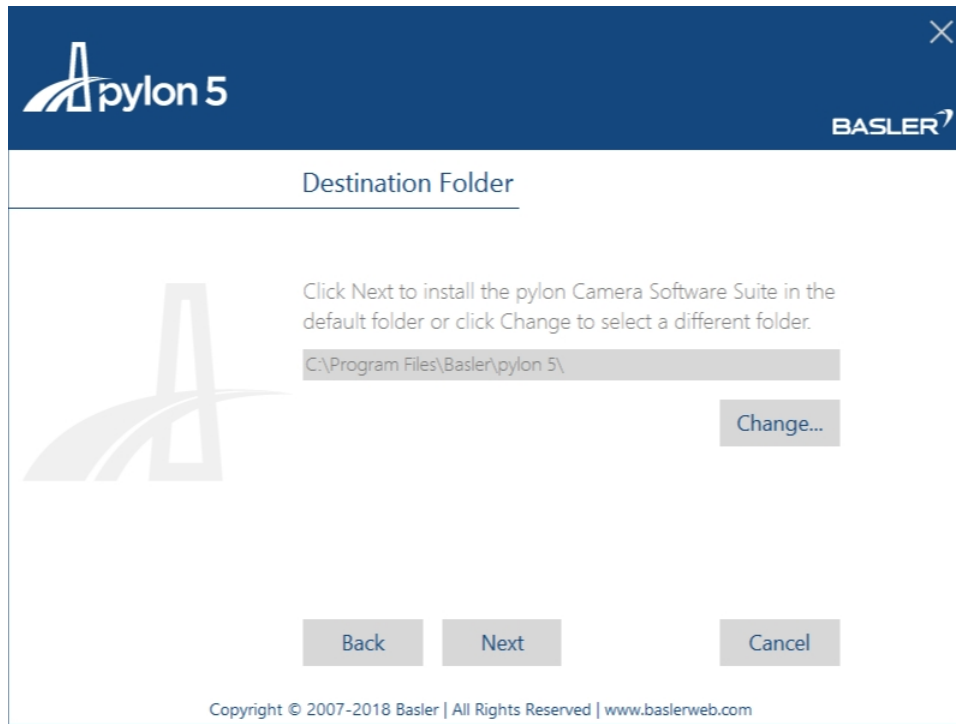 pylon 5
BASLER
Destination Folder
Click Next to install the pylon Camera Software Suite in the
default folder or click Change to select a different folder.
C:\Program Files\Basler\pylon 5\
Change...
Back Next Cancel
Copyright © 2007-2018 Basler | All Rights Reserved | www.baslerweb.com